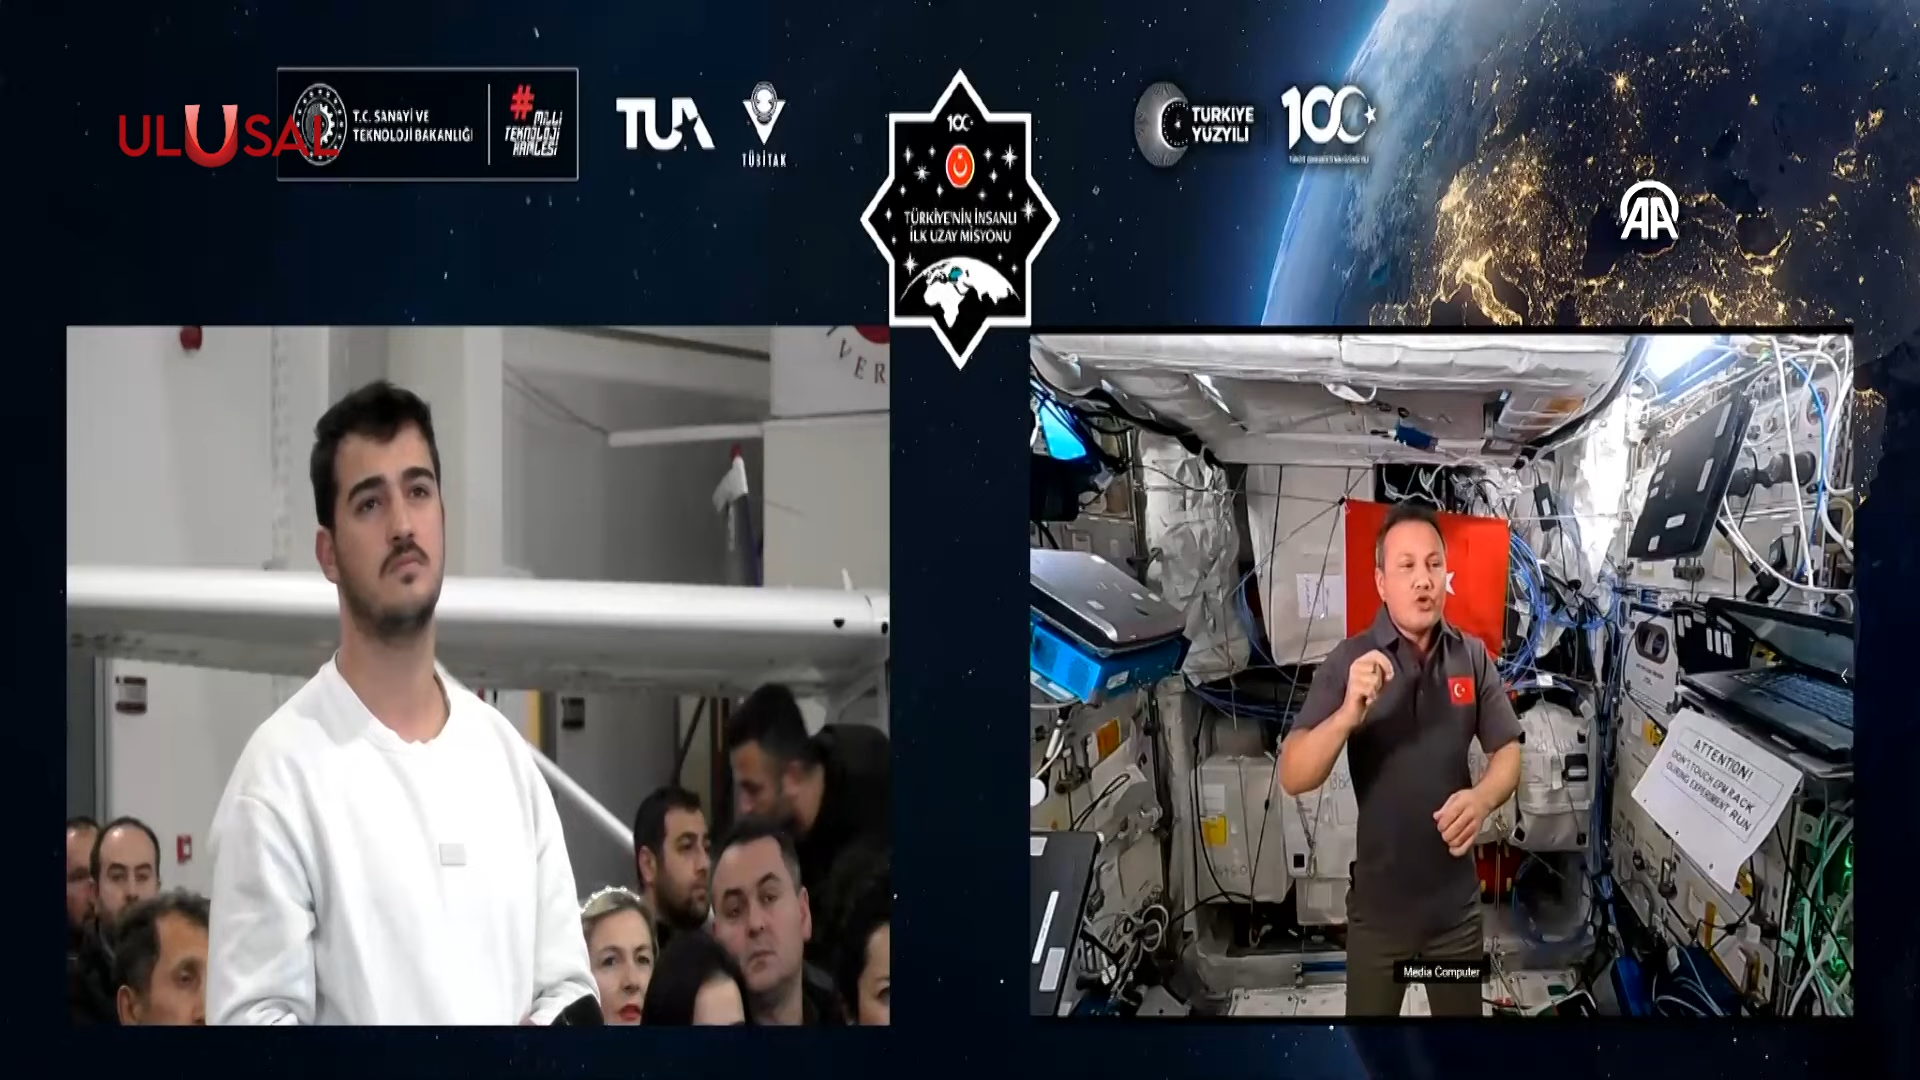 ULUSAL
T.C. SANAYİ VE
TEKNOLOJİ BAKANLIĞI
#
MİLLİ
TEKNOLOJİ
HAMLESİ
TUA
TÜBİTAK
100
TÜRKİYE'NİN İNSANLI
İLK UZAY MİSYONU
TÜRKİYE
YÜZYILI
100
AA
VER
ATTENTION!
DON'T TOUCH EPM RACK
DURING EXPERIMENT RUN
Media Computer